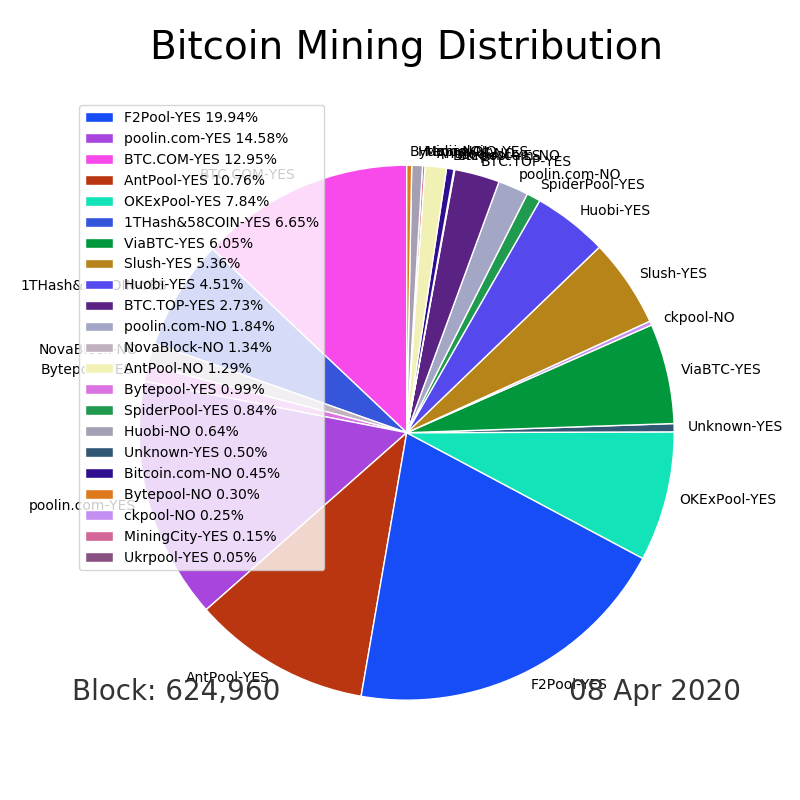 Bitcoin Mining Distribution
F2Pool-YES 19.94%
poolin.com-YES 14.58%
BTC.COM-YES 12.95%
AntPool-YES 10.76%
OKExPool-YES 7.84%
1THash&58COIN-YES 6.65%
ViaBTC-YES 6.05%
Slush-YES 5.36%
Huobi-YES 4.51%
BTC.TOP-YES 2.73%
poolin.com-NO 1.84%
NovaBlock-NO 1.34%
AntPool-NO 1.29%
Bytepool-YES 0.99%
SpiderPool-YES 0.84%
Huobi-NO 0.64%
Unknown-YES 0.50%
Bitcoin.com-NO 0.45%
Bytepool-NO 0.30%
ckpool-NO 0.25%
MiningCity-YES 0.15%
Ukrpool-YES 0.05%
BTC.COM-YES
BTC.TOP-YES
poolin.com-NO
SpiderPool-YES
Huobi-YES
Slush-YES
ckpool-NO
ViaBTC-YES
Unknown-YES
OKExPool-YES
F2Pool-YES
AntPool-YES
poolin.com-YES
Block: 624,960
08 Apr 2020